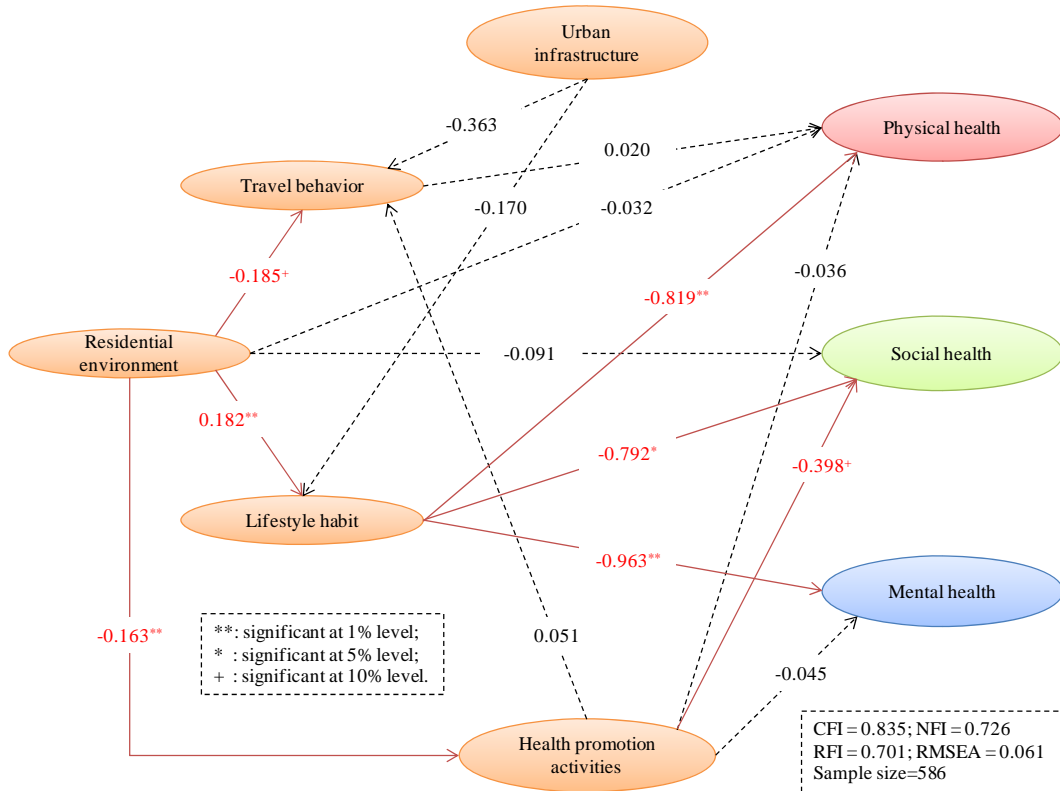 Urban
infrastructure
-0.363
Physical health
0.020
Travel behavior
-0.170
-0.032
-0.036
-0.185+
-0.819**
Residential
environment
-0.091
Social health
0.182**
-0.792*
-0.398+
Lifestyle habit
-0.963**
Mental health
-0.163**
**: significant at 1% level;
* : significant at 5% level;
+ : significant at 10% level.
0.051
-0.045
Health promotion
activities
CFI = 0.835; NFI = 0.726
RFI = 0.701; RMSEA = 0.061
Sample size=586